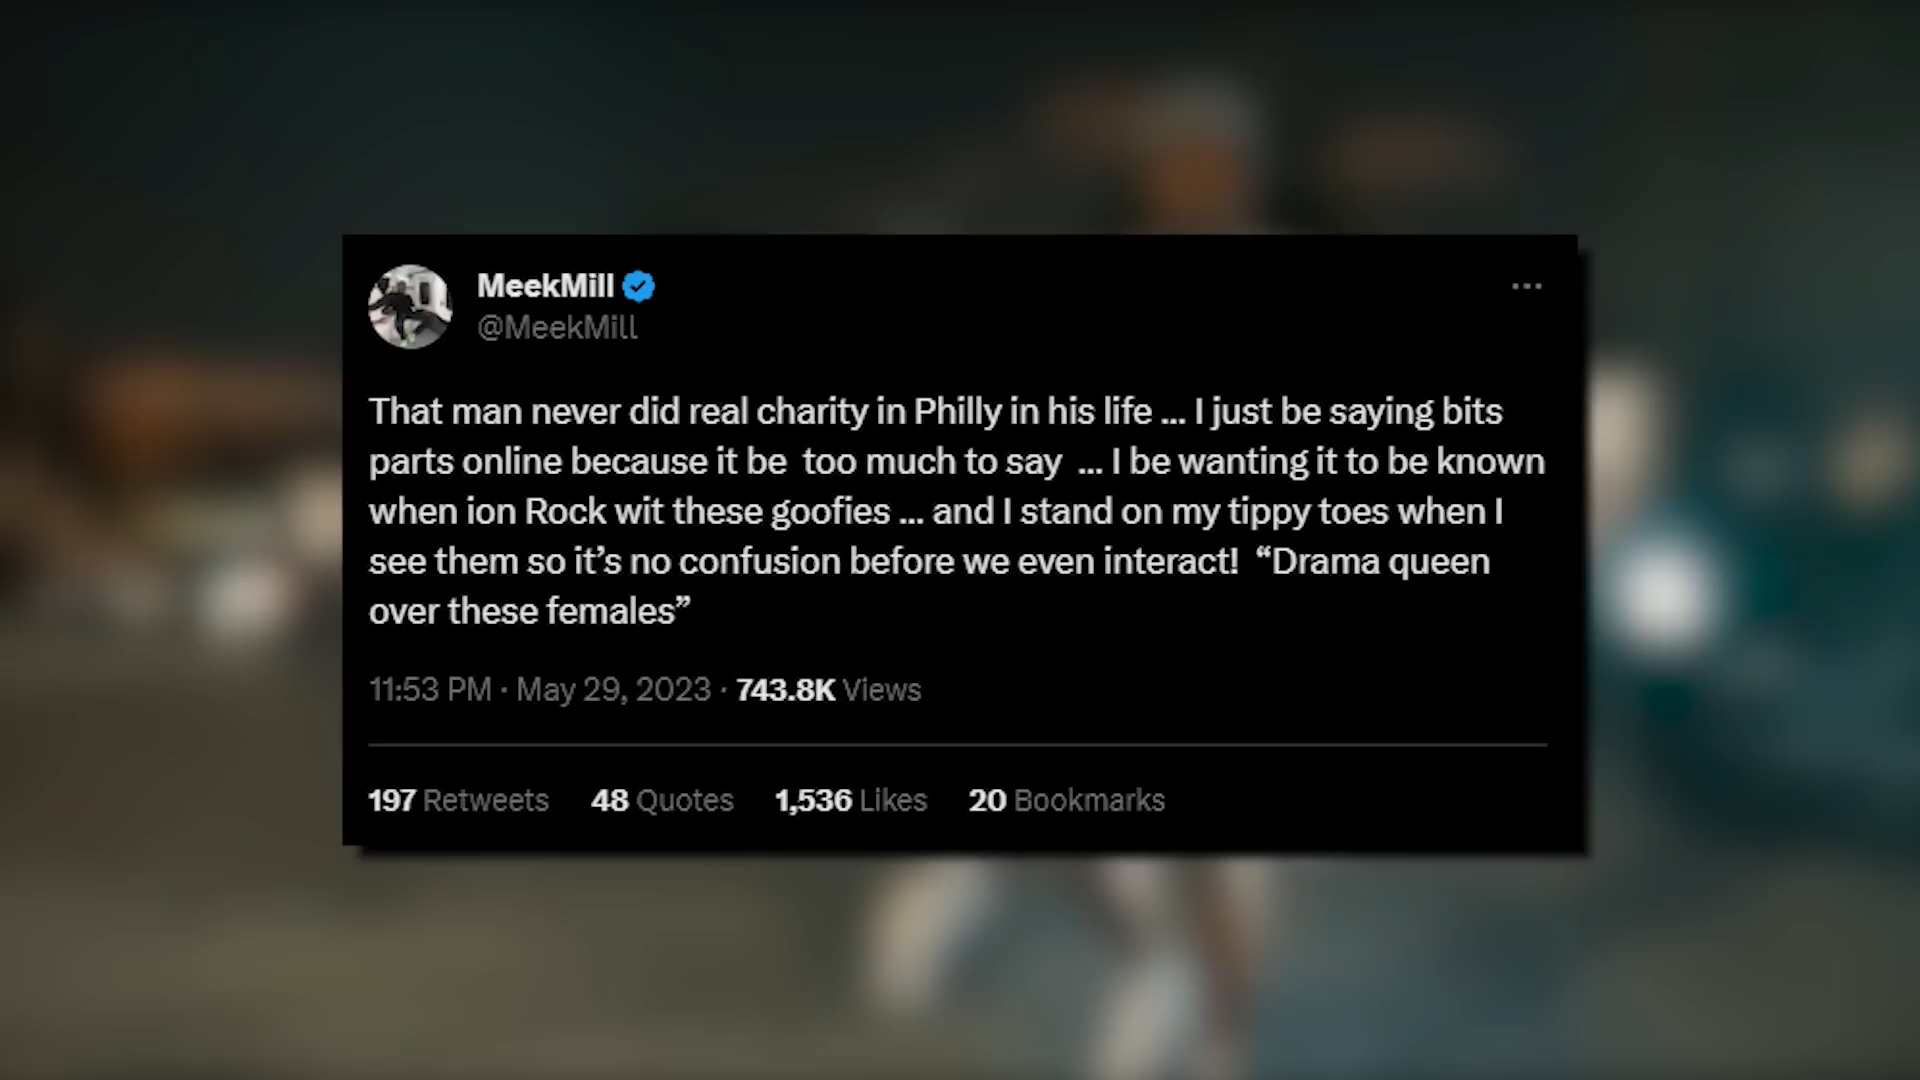 MeekMill
@MeekMill
That man never did real charity in Philly in his life ... I just be saying bits
parts online because it be  too much to say  ... I be wanting it to be known
when ion Rock wit these goofies ... and I stand on my tippy toes when I
see them so it’s no confusion before we even interact!  “Drama queen
over these females”
11:53 PM · May 29, 2023 · 743.8K Views
197 Retweets 48 Quotes 1,536 Likes 20 Bookmarks